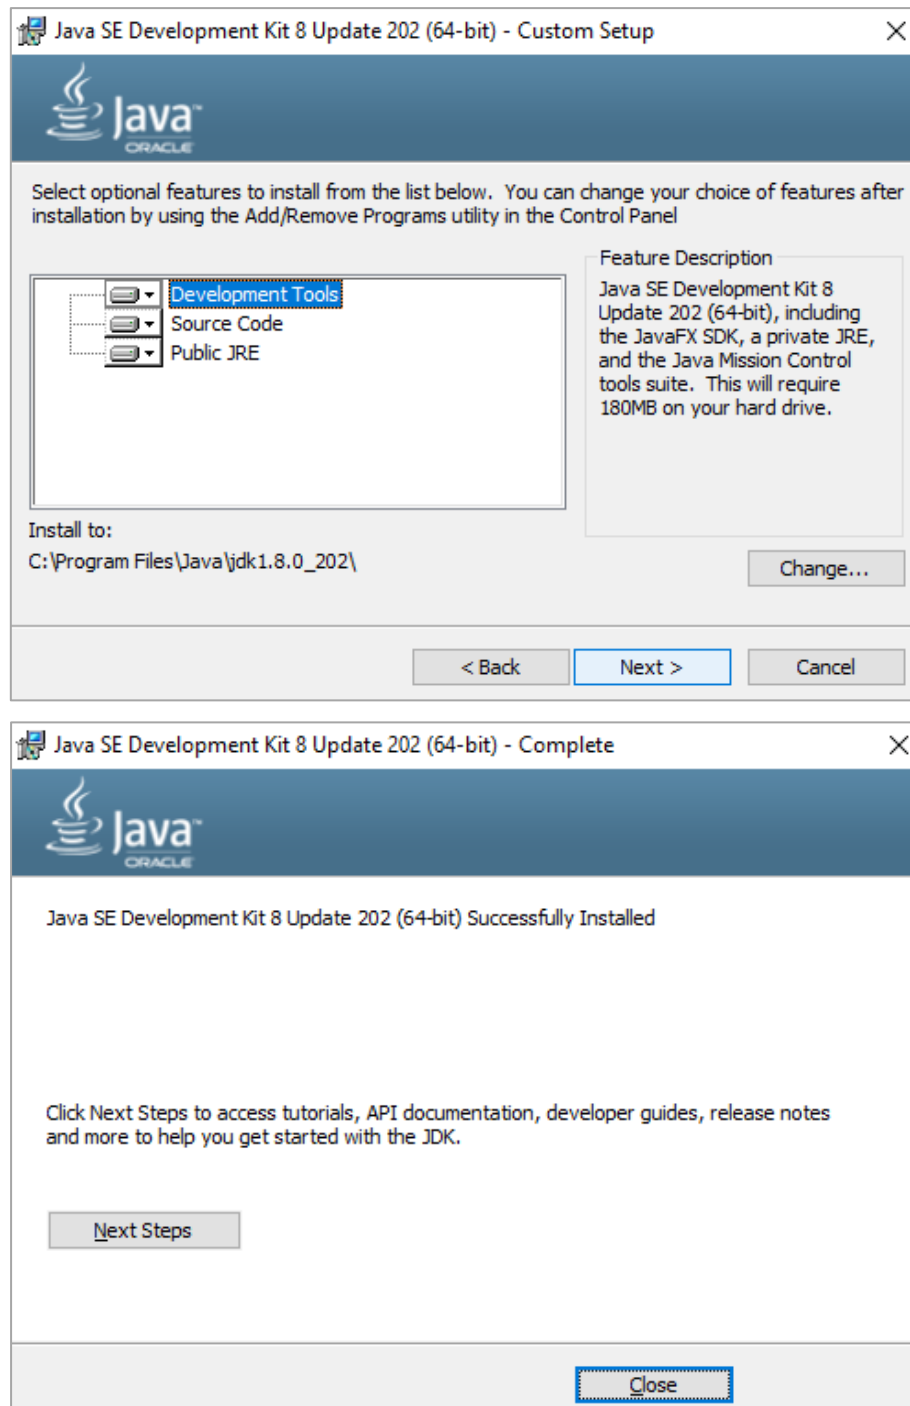 Java SE Development Kit 8 Update 202 (64-bit) - Custom Setup
Java™
ORACLE
Select optional features to install from the list below.  You can change your choice of features after
installation by using the Add/Remove Programs utility in the Control Panel
Development Tools
Source Code
Public JRE
Feature Description
Java SE Development Kit 8
Update 202 (64-bit), including
the JavaFX SDK, a private JRE,
and the Java Mission Control
tools suite.  This will require
180MB on your hard drive.
Install to:
C:\Program Files\Java\jdk1.8.0_202\
Change...
< Back
Next >
Cancel
Java SE Development Kit 8 Update 202 (64-bit) - Complete
Java™
ORACLE
Java SE Development Kit 8 Update 202 (64-bit) Successfully Installed
Click Next Steps to access tutorials, API documentation, developer guides, release notes
and more to help you get started with the JDK.
Next Steps
Close